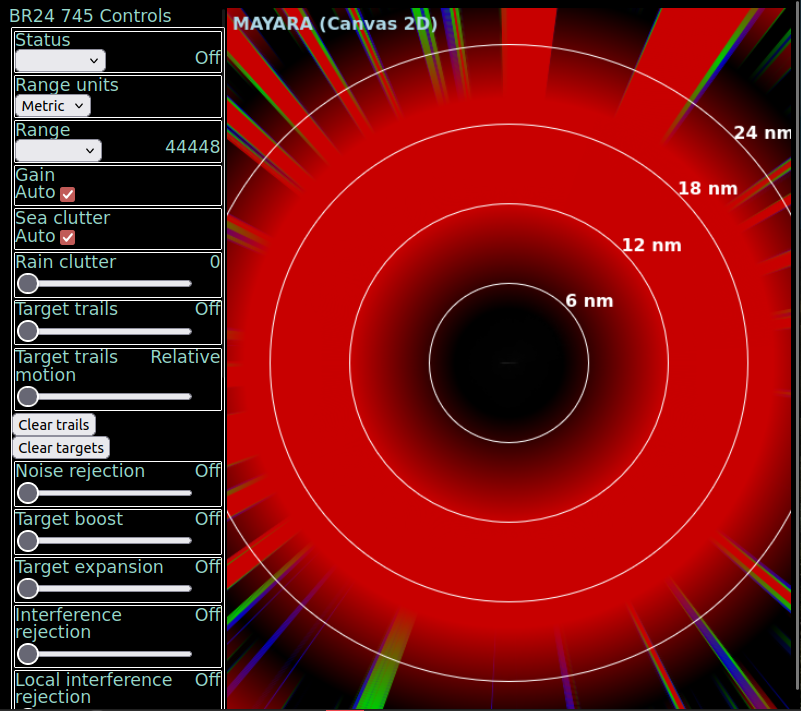 BR24 745 Controls
Status
Off
Range units
Metric
Range
44448
Gain
Auto
Sea clutter
Auto
Rain clutter 0
Target trails Off
Target trails Relative
motion
Clear trails
Clear targets
Noise rejection Off
Target boost Off
Target expansion Off
Interference Off
rejection
Local interference Off
rejection
MAYARA (Canvas 2D)
24 nm
18 nm
12 nm
6 nm